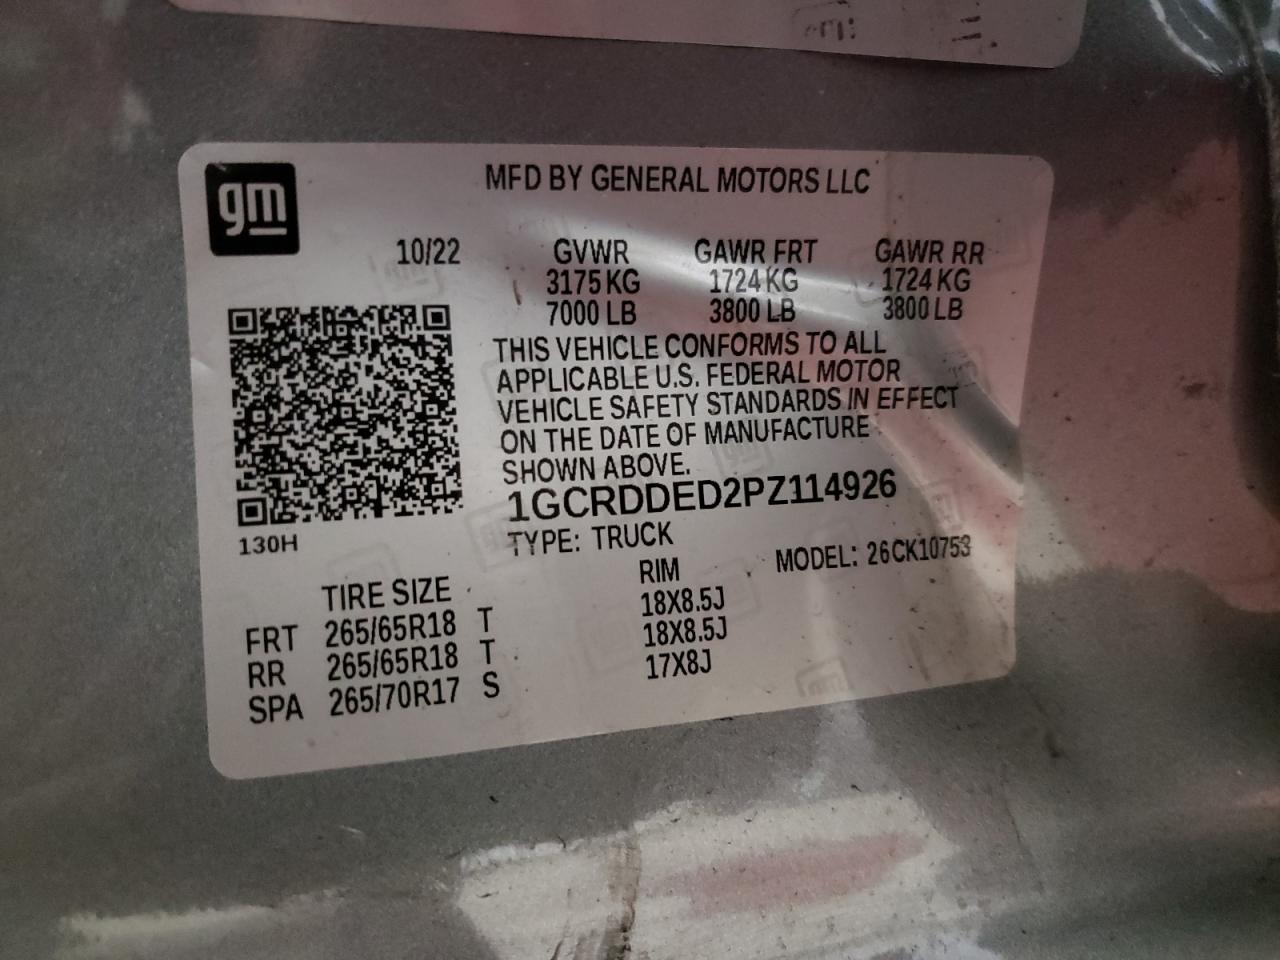 gm
MFD BY GENERAL MOTORS LLC
10/22 GVWR GAWR FRT GAWR RR
3175 KG 1724 KG 1724 KG
7000 LB 3800 LB 3800 LB
THIS VEHICLE CONFORMS TO ALL
APPLICABLE U.S. FEDERAL MOTOR
VEHICLE SAFETY STANDARDS IN EFFECT
ON THE DATE OF MANUFACTURE
SHOWN ABOVE.
1GCRDDED2PZ114926
130H
TYPE: TRUCK MODEL: 26CK10753
TIRE SIZE RIM
FRT 265/65R18 T 18X8.5J
RR 265/65R18 T 18X8.5J
SPA 265/70R17 S 17X8J